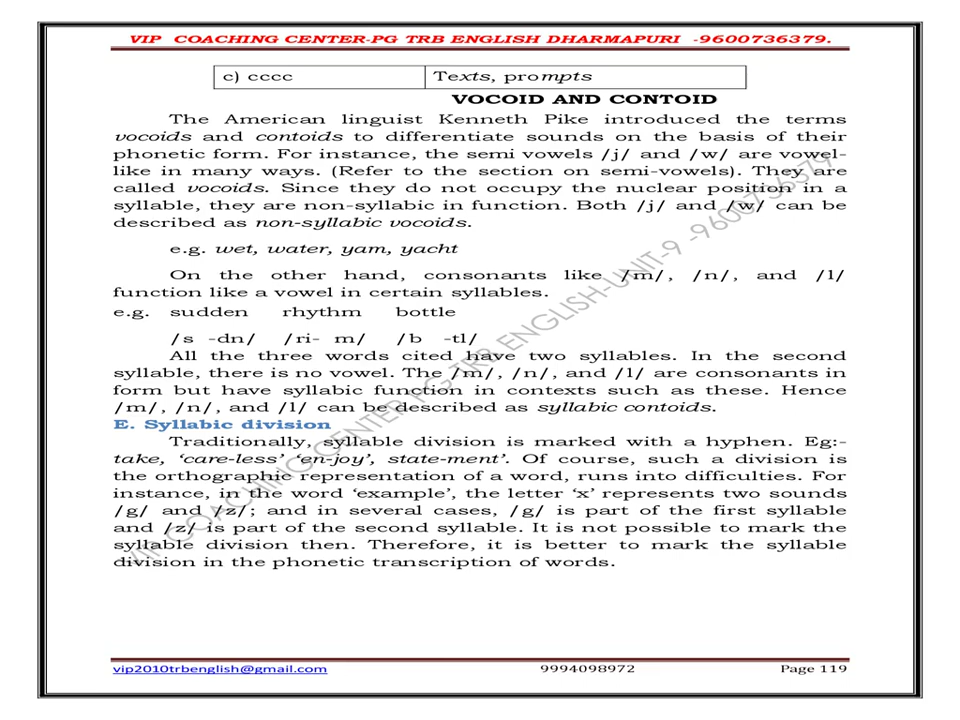 VIP COACHING CENTER-PG TRB ENGLISH DHARMAPURI -9600736379.
c) cccc Texts, prompts
VOCOID AND CONTOID
The American linguist Kenneth Pike introduced the terms
vocoids and contoids to differentiate sounds on the basis of their
phonetic form. For instance, the semi vowels /j/ and /w/ are vowel-
like in many ways. (Refer to the section on semi-vowels). They are
called vocoids. Since they do not occupy the nuclear position in a
syllable, they are non-syllabic in function. Both /j/ and /w/ can be
described as non-syllabic vocoids.
e.g. wet, water, yam, yacht
On the other hand, consonants like /m/, /n/, and /l/
function like a vowel in certain syllables.
e.g. sudden rhythm bottle
/s -dn/ /ri- m/ /b -tl/
All the three words cited have two syllables. In the second
syllable, there is no vowel. The /m/, /n/, and /l/ are consonants in
form but have syllabic function in contexts such as these. Hence
/m/, /n/, and /l/ can be described as syllabic contoids.
E. Syllabic division
Traditionally, syllable division is marked with a hyphen. Eg:-
take, ‘care-less’ ‘en-joy’, state-ment’. Of course, such a division is
the orthographic representation of a word, runs into difficulties. For
instance, in the word ‘example’, the letter ‘x’ represents two sounds
/g/ and /z/; and in several cases, /g/ is part of the first syllable
and /z/ is part of the second syllable. It is not possible to mark the
syllable division then. Therefore, it is better to mark the syllable
division in the phonetic transcription of words.
VIP COACHING CENTER-PG-TRB ENGLISH-UNIT-9 -9600736379
vip2010trbenglish@gmail.com 9994098972 Page 119